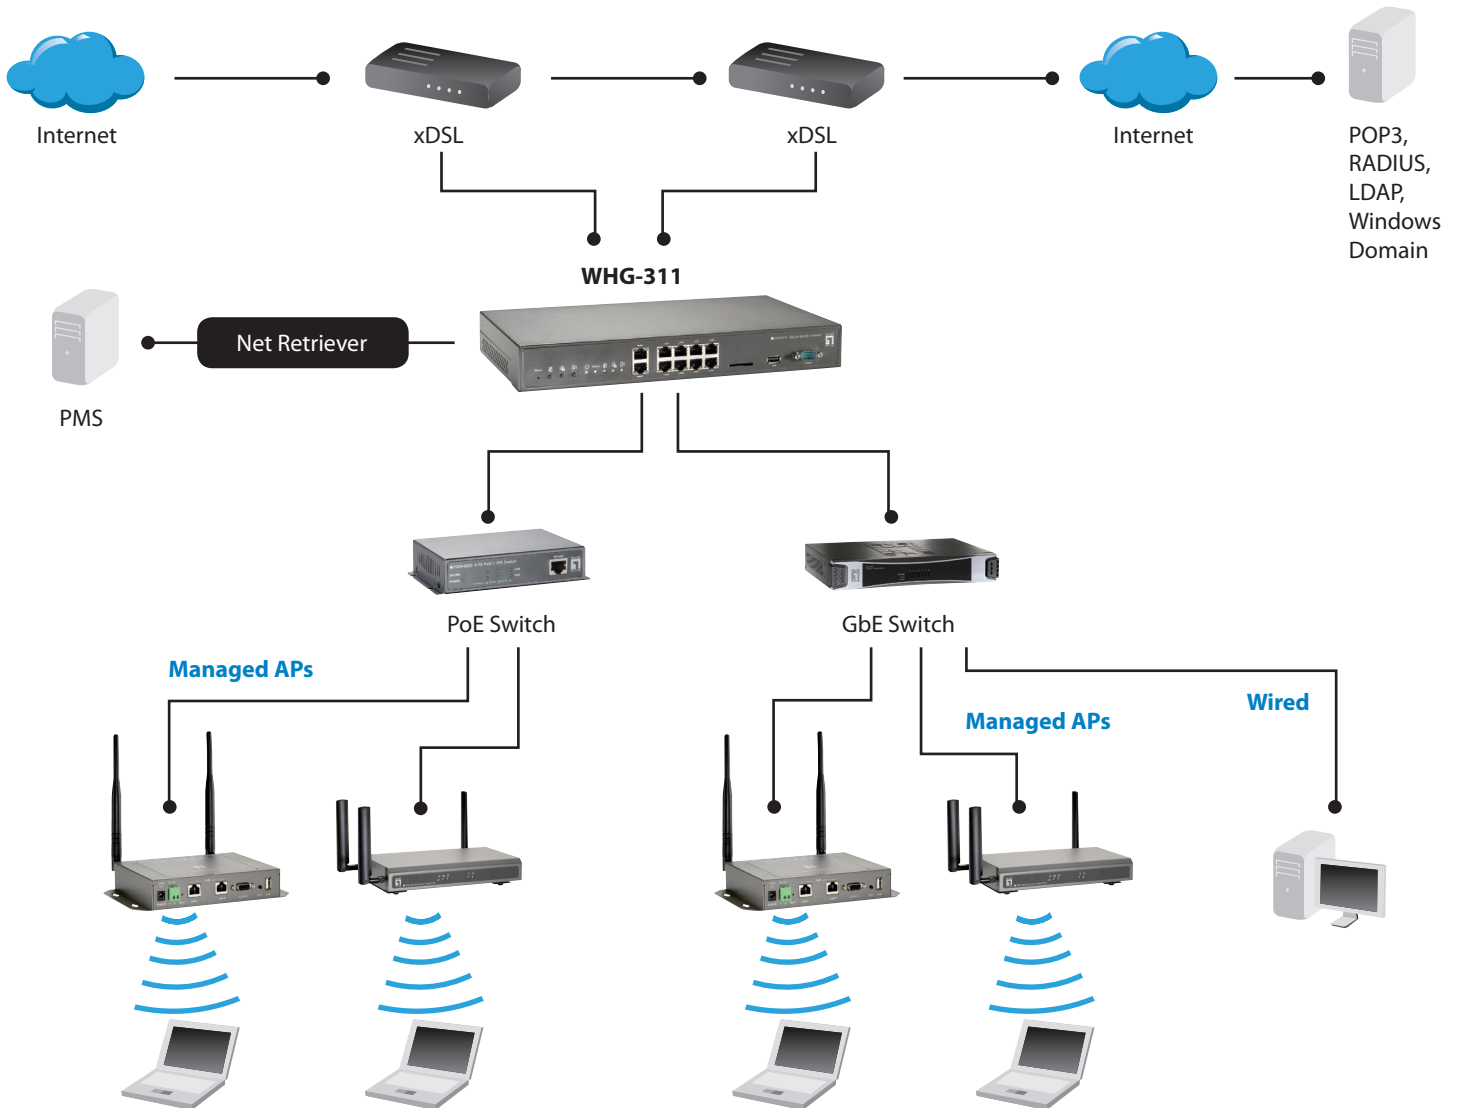 Internet
xDSL
xDSL
Internet
POP3,
RADIUS,
LDAP,
Windows
Domain
WHG-311
Net Retriever
PMS
PoE Switch
GbE Switch
Managed APs
Managed APs
Wired